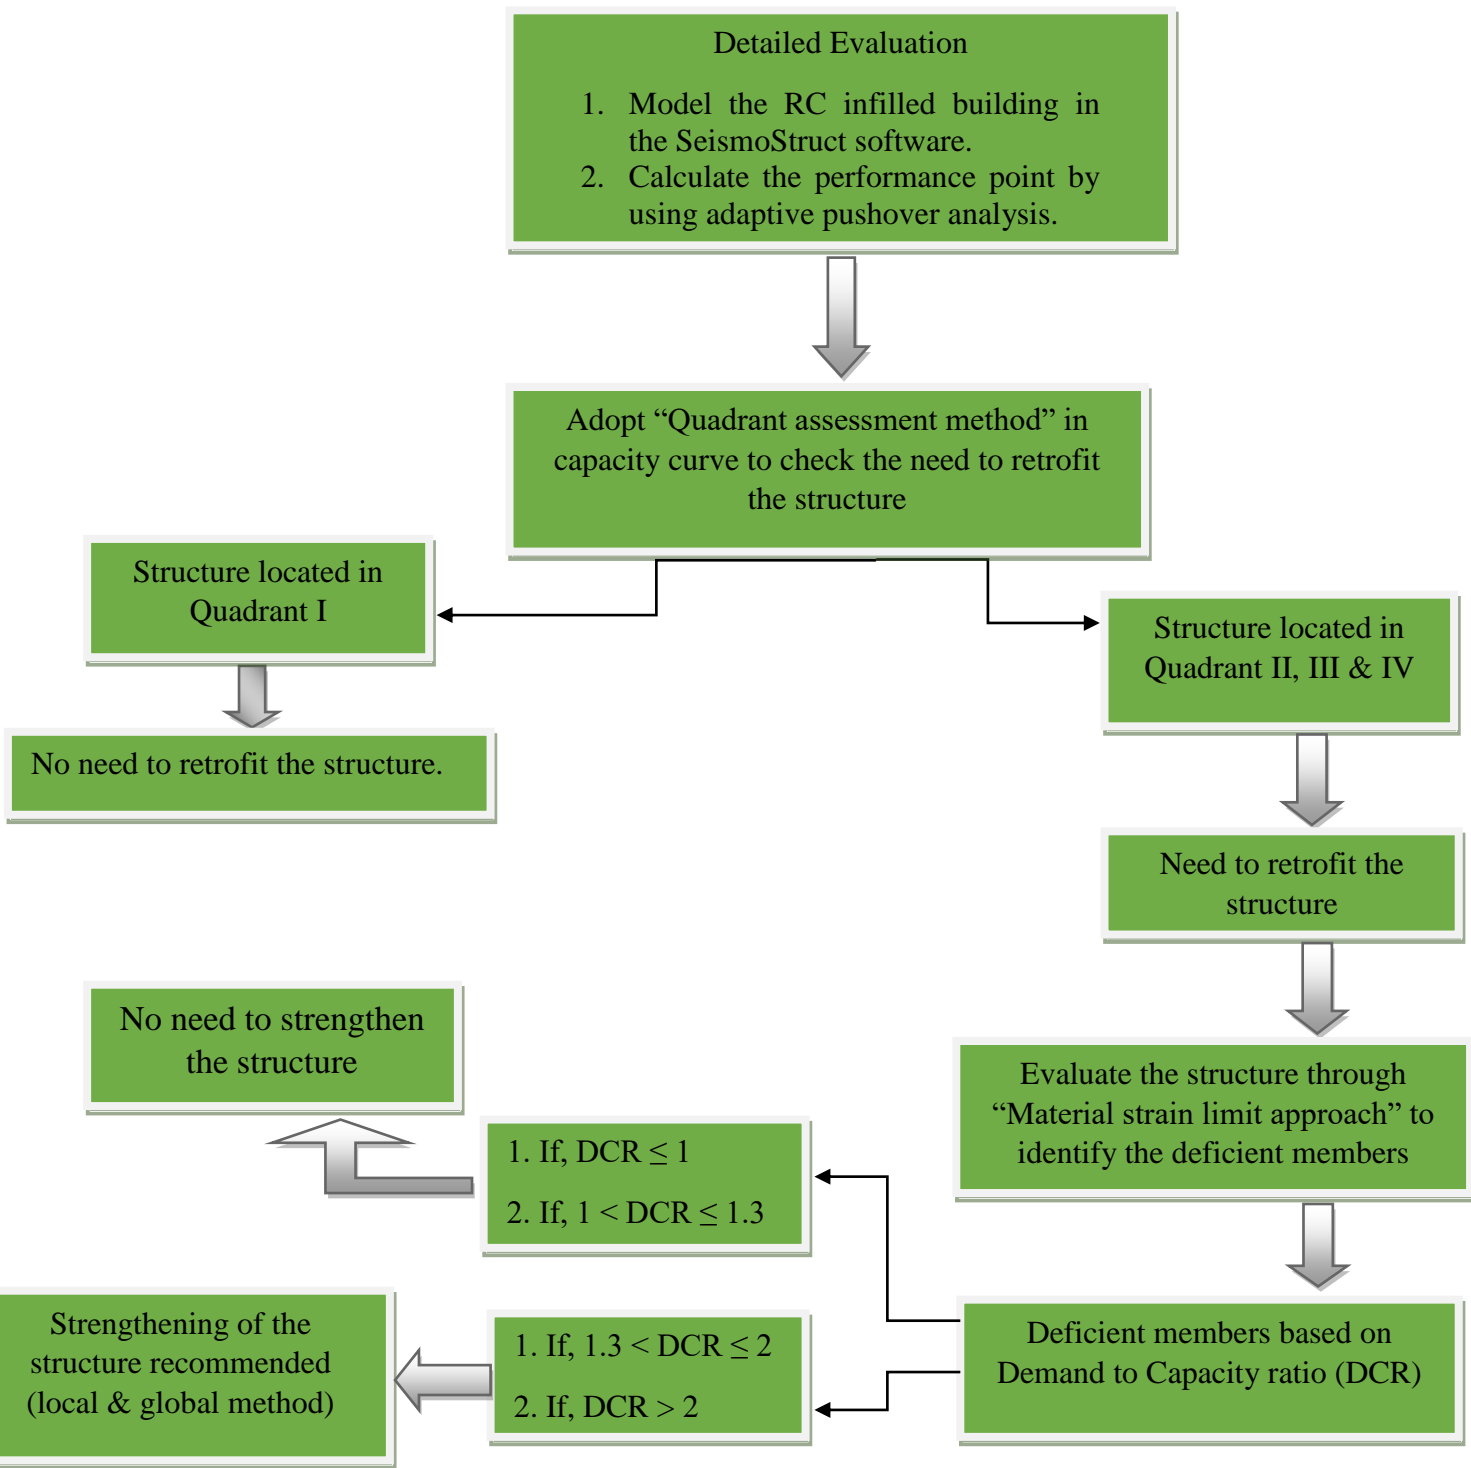 Detailed Evaluation
1. Model the RC infilled building in
the SeismoStruct software.
2. Calculate the performance point by
using adaptive pushover analysis.
Adopt “Quadrant assessment method” in
capacity curve to check the need to retrofit
the structure
Structure located in
Quadrant I
Structure located in
Quadrant II, III & IV
No need to retrofit the structure.
Need to retrofit the
structure
No need to strengthen
the structure
Evaluate the structure through
“Material strain limit approach” to
identify the deficient members
1. If, DCR ≤ 1
2. If, 1 < DCR ≤ 1.3
Strengthening of the
structure recommended
(local & global method)
1. If, 1.3 < DCR ≤ 2
2. If, DCR > 2
Deficient members based on
Demand to Capacity ratio (DCR)